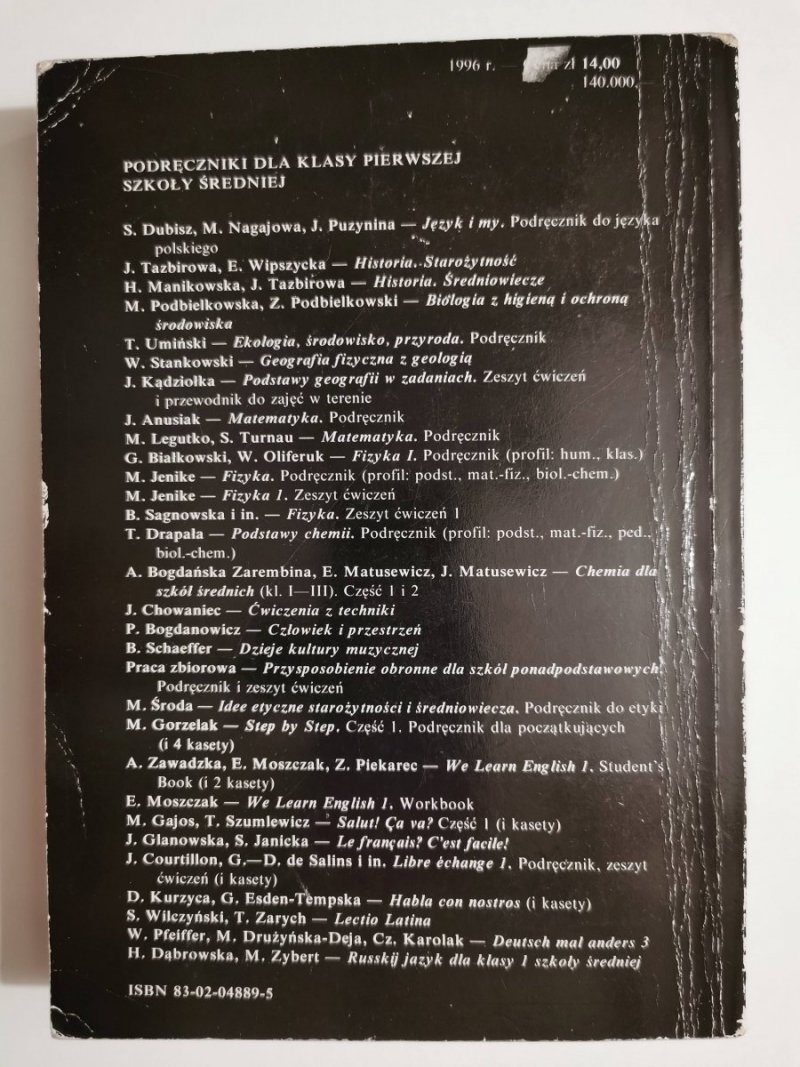 1996 r. — zł 14,00
140.000,—
PODRĘCZNIKI DLA KLASY PIERWSZEJ
SZKOŁY ŚREDNIEJ
S. Dubisz, M. Nagajowa, J. Puzynina — Język i my. Podręcznik do języka
polskiego
J. Tazbirowa, E. Wipszycka — Historia. Starożytność
H. Manikowska, J. Tazbirowa — Historia. Średniowiecze
M. Podbielkowska, Z. Podbielkowski — Biologia z higieną i ochroną
środowiska
T. Umiński — Ekologia, środowisko, przyroda. Podręcznik
W. Stankowski — Geografia fizyczna z geologią
J. Kądziołka — Podstawy geografii w zadaniach. Zeszyt ćwiczeń
i przewodnik do zajęć w terenie
J. Anusiak — Matematyka. Podręcznik
M. Legutko, S. Turnau — Matematyka. Podręcznik
G. Białkowski, W. Oliferuk — Fizyka I. Podręcznik (profil: hum., klas.)
M. Jenike — Fizyka. Podręcznik (profil: podst., mat.-fiz., biol.-chem.)
M. Jenike — Fizyka 1. Zeszyt ćwiczeń
B. Sagnowska i in. — Fizyka. Zeszyt ćwiczeń 1
T. Drapała — Podstawy chemii. Podręcznik (profil: podst., mat.-fiz., ped.,
biol.-chem.)
A. Bogdańska Zarembina, E. Matusewicz, J. Matusewicz — Chemia dla
szkół średnich (kl. I—III). Część 1 i 2
J. Chowaniec — Ćwiczenia z techniki
P. Bogdanowicz — Człowiek i przestrzeń
B. Schaeffer — Dzieje kultury muzycznej
Praca zbiorowa — Przysposobienie obronne dla szkół ponadpodstawowych.
Podręcznik i zeszyt ćwiczeń
M. Środa — Idee etyczne starożytności i średniowiecza. Podręcznik do etyki
M. Gorzelak — Step by Step. Część 1. Podręcznik dla początkujących
(i 4 kasety)
A. Zawadzka, E. Moszczak, Z. Piekarec — We Learn English 1. Student's
Book (i 2 kasety)
E. Moszczak — We Learn English 1. Workbook
M. Gajos, T. Szumlewicz — Salut! Ça va? Część 1 (i kasety)
J. Glanowska, S. Janicka — Le français? C'est facile!
J. Courtillon, G.—D. de Salins i in. Libre échange 1. Podręcznik, zeszyt
ćwiczeń (i kasety)
D. Kurzyca, G. Esden-Tempska — Habla con nostros (i kasety)
S. Wilczyński, T. Zarych — Lectio Latina
W. Pfeiffer, M. Drużyńska-Deja, Cz. Karolak — Deutsch mal anders 3
H. Dąbrowska, M. Zybert — Russkij jazyk dla klasy 1 szkoły średniej
ISBN 83-02-04889-5